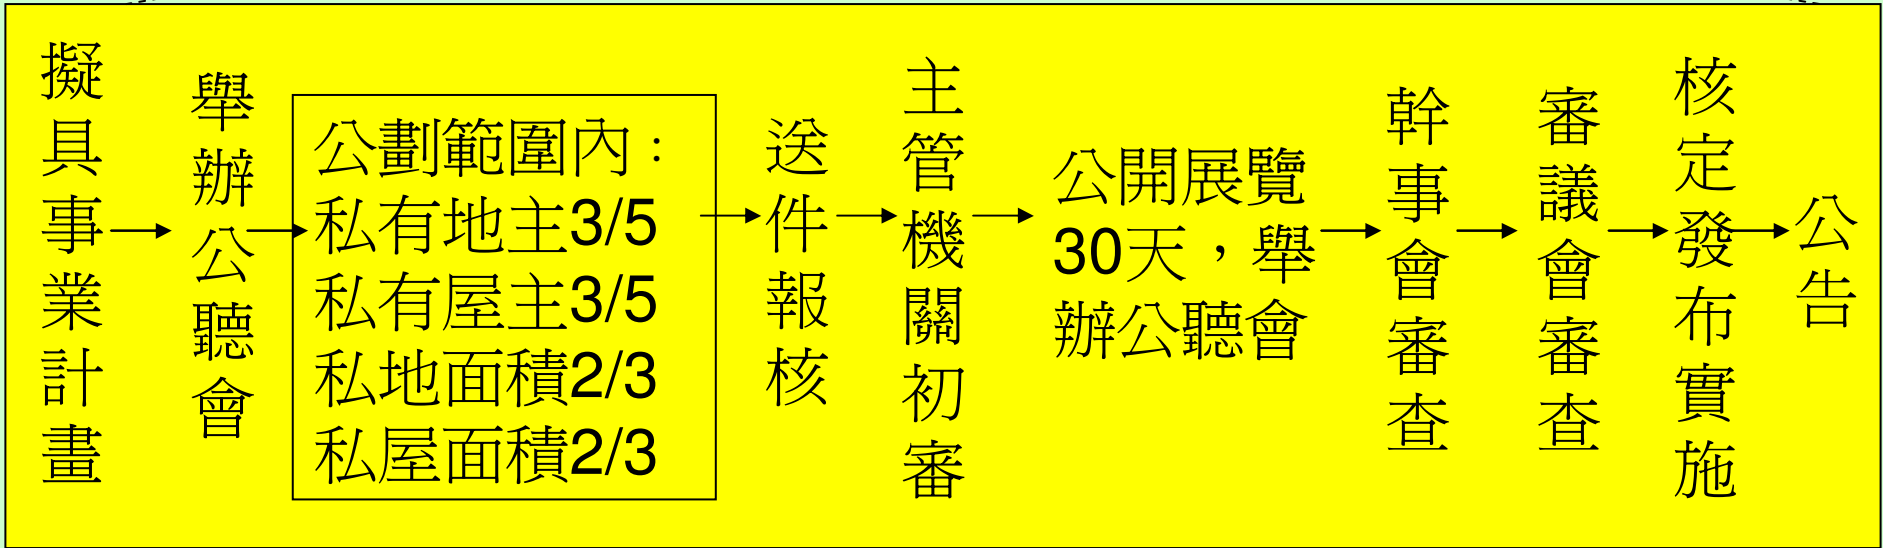 擬具事業計畫
舉辦公聽會
公劃範圍內：
私有地主3/5
私有屋主3/5
私地面積2/3
私屋面積2/3
送件報核
主管機關初審
公開展覽
30天，舉
辦公聽會
幹事會審查
審議會審查
核定發布實施
公告